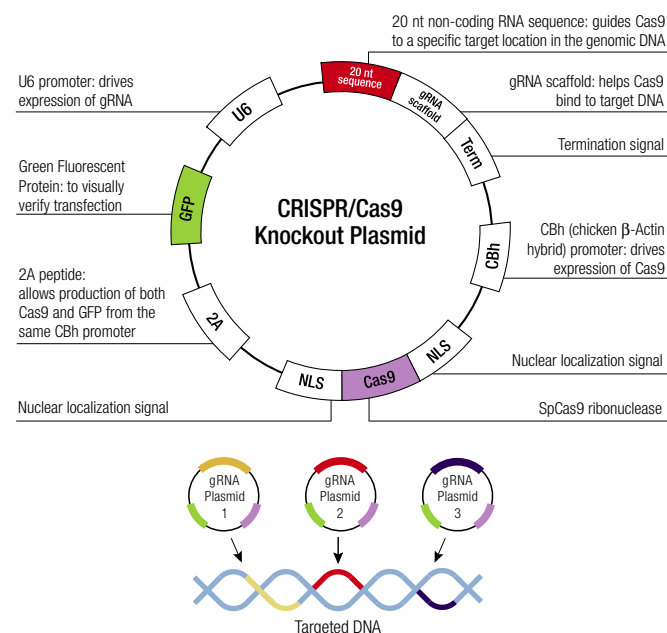 20 nt non-coding RNA sequence: guides Cas9
to a specific target location in the genomic DNA
U6 promoter: drives
expression of gRNA
gRNA scaffold: helps Cas9
bind to target DNA
Termination signal
Green Fluorescent
Protein: to visually
verify transfection
CBh (chicken β-Actin
hybrid) promoter: drives
expression of Cas9
2A peptide:
allows production of both
Cas9 and GFP from the
same CBh promoter
Nuclear localization signal
Nuclear localization signal
SpCas9 ribonuclease
20 nt
sequence
gRNA
scaffold
Term
CBh
NLS
Cas9
NLS
2A
GFP
U6
CRISPR/Cas9
Knockout Plasmid
gRNA
Plasmid
1
gRNA
Plasmid
2
gRNA
Plasmid
3
Targeted DNA